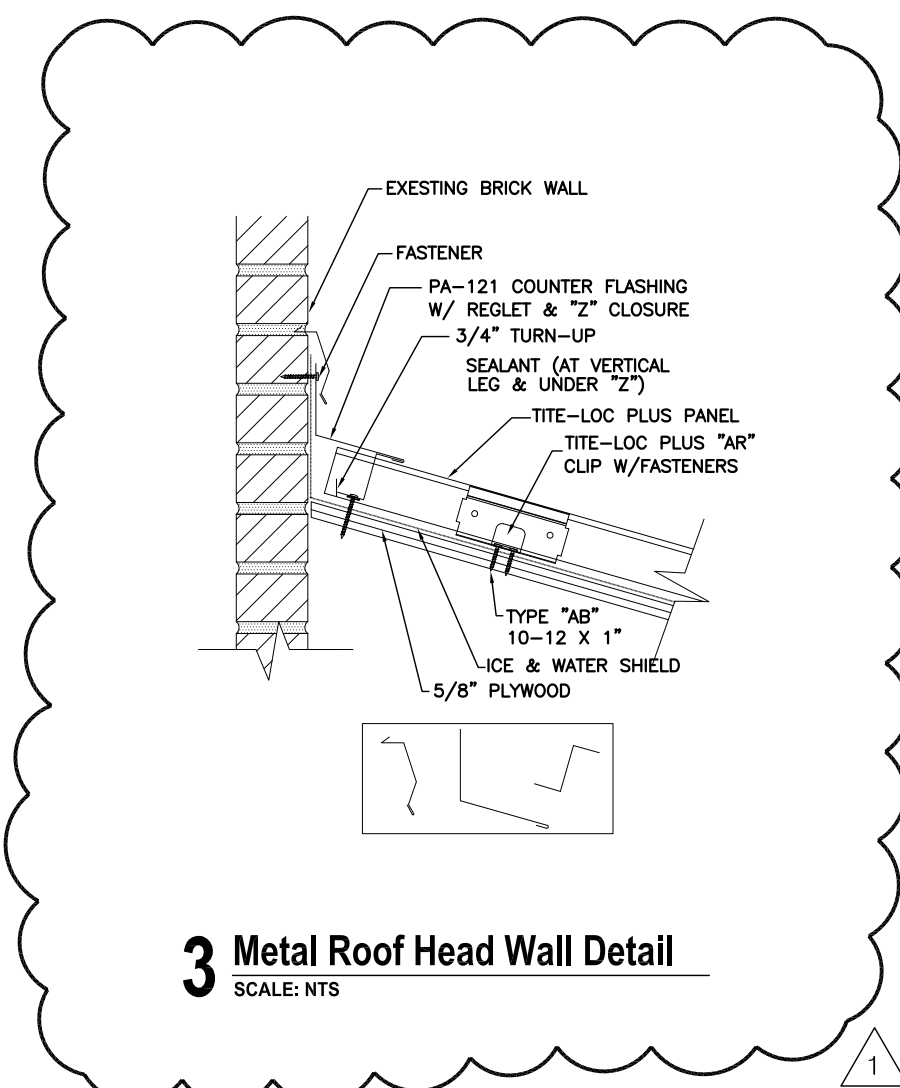 EXESTING BRICK WALL
FASTENER
PA-121 COUNTER FLASHING
W/ REGLET & "Z" CLOSURE
3/4" TURN-UP
SEALANT (AT VERTICAL
LEG & UNDER "Z")
TITE-LOC PLUS PANEL
TITE-LOC PLUS "AR"
CLIP W/FASTENERS
TYPE "AB"
10-12 X 1"
ICE & WATER SHIELD
5/8" PLYWOOD
3 Metal Roof Head Wall Detail
SCALE: NTS
1